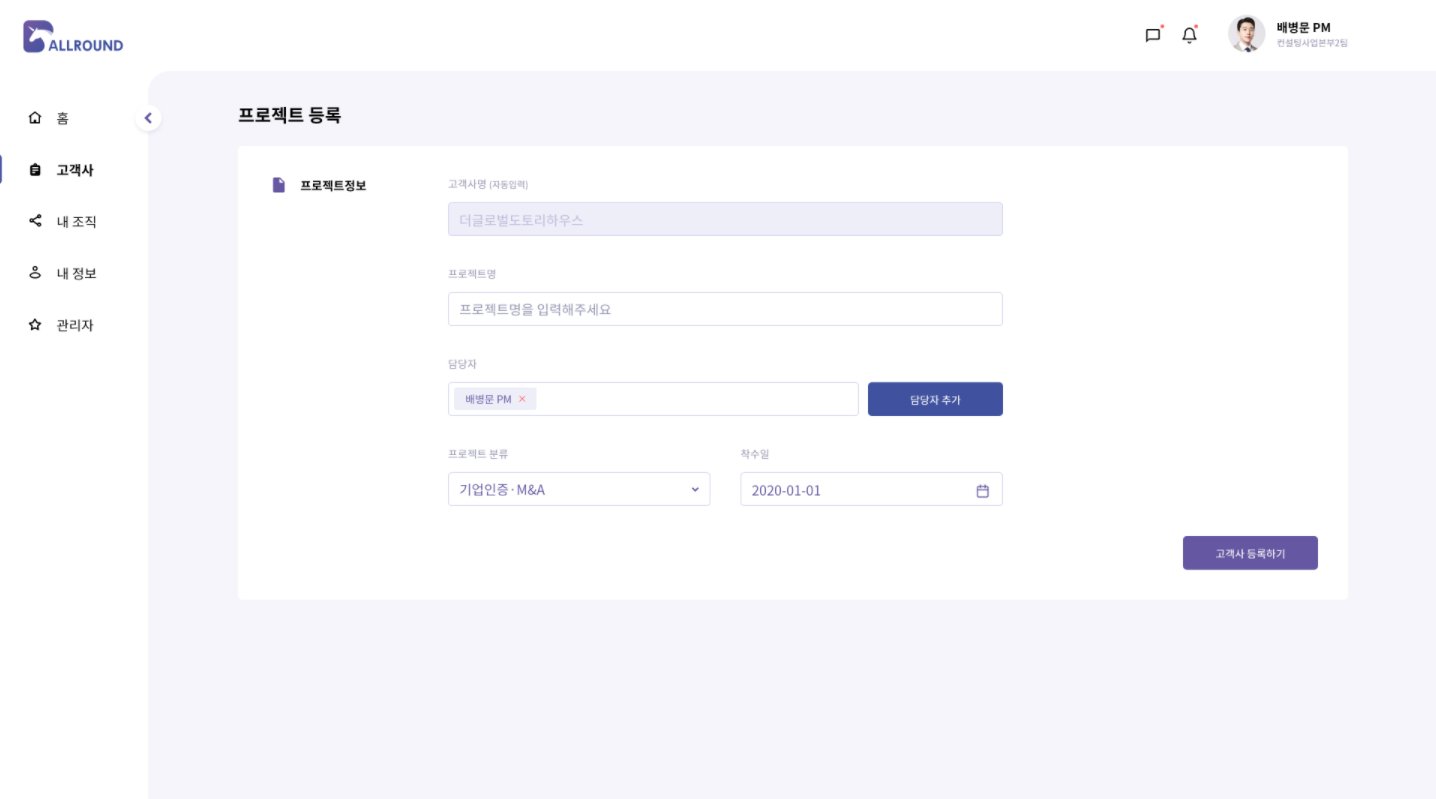 ALLROUND
배병문 PM
컨설팅사업본부2팀
홈
고객사
내 조직
내 정보
관리자
프로젝트 등록
프로젝트정보
고객사명 (자동입력)
더글로벌도토리하우스
프로젝트명
프로젝트명을 입력해주세요
담당자
배병문 PM ×
담당자 추가
프로젝트 분류
착수일
기업인증 · M&A
2020-01-01
고객사 등록하기